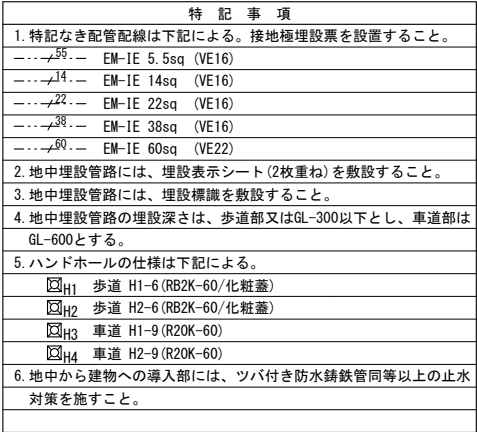 特 記 事 項
1.特記なき配管配線は下記による。接地極埋設票を設置すること。
55 EM-IE 5.5sq (VE16)
14 EM-IE 14sq (VE16)
22 EM-IE 22sq (VE16)
38 EM-IE 38sq (VE16)
60 EM-IE 60sq (VE22)
2.地中埋設管路には、埋設表示シート(2枚重ね)を敷設すること。
3.地中埋設管路には、埋設標識を敷設すること。
4.地中埋設管路の埋設深さは、歩道部又はGL-300以下とし、車道部は
GL-600とする。
5.ハンドホールの仕様は下記による。
H1 歩道 H1-6(RB2K-60/化粧蓋)
H2 歩道 H2-6(RB2K-60/化粧蓋)
H3 車道 H1-9(R20K-60)
H4 車道 H2-9(R20K-60)
6.地中から建物への導入部には、ツバ付き防水鋳鉄管同等以上の止水
対策を施すこと。